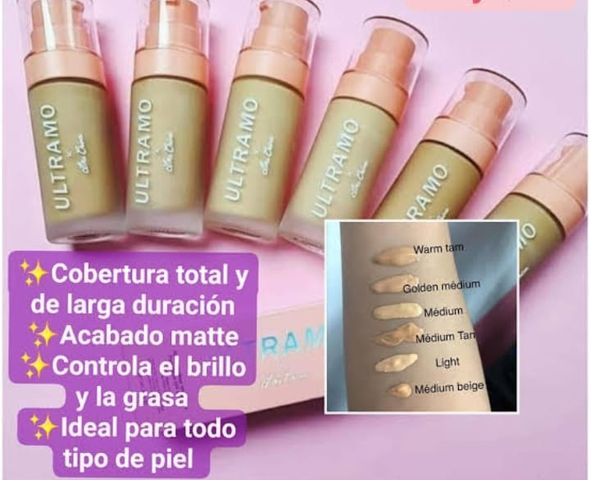 ULTRAMO
ULTRAMO
ULTRAMO
ULTRAMO
ULTRAMO
ULTRAMO
✨Cobertura total y
de larga duración
✨Acabado matte
✨Controla el brillo
y la grasa
✨Ideal para todo
tipo de piel
Warm tam
Golden médium
Médium
Médium Tan
Light
Médium beige